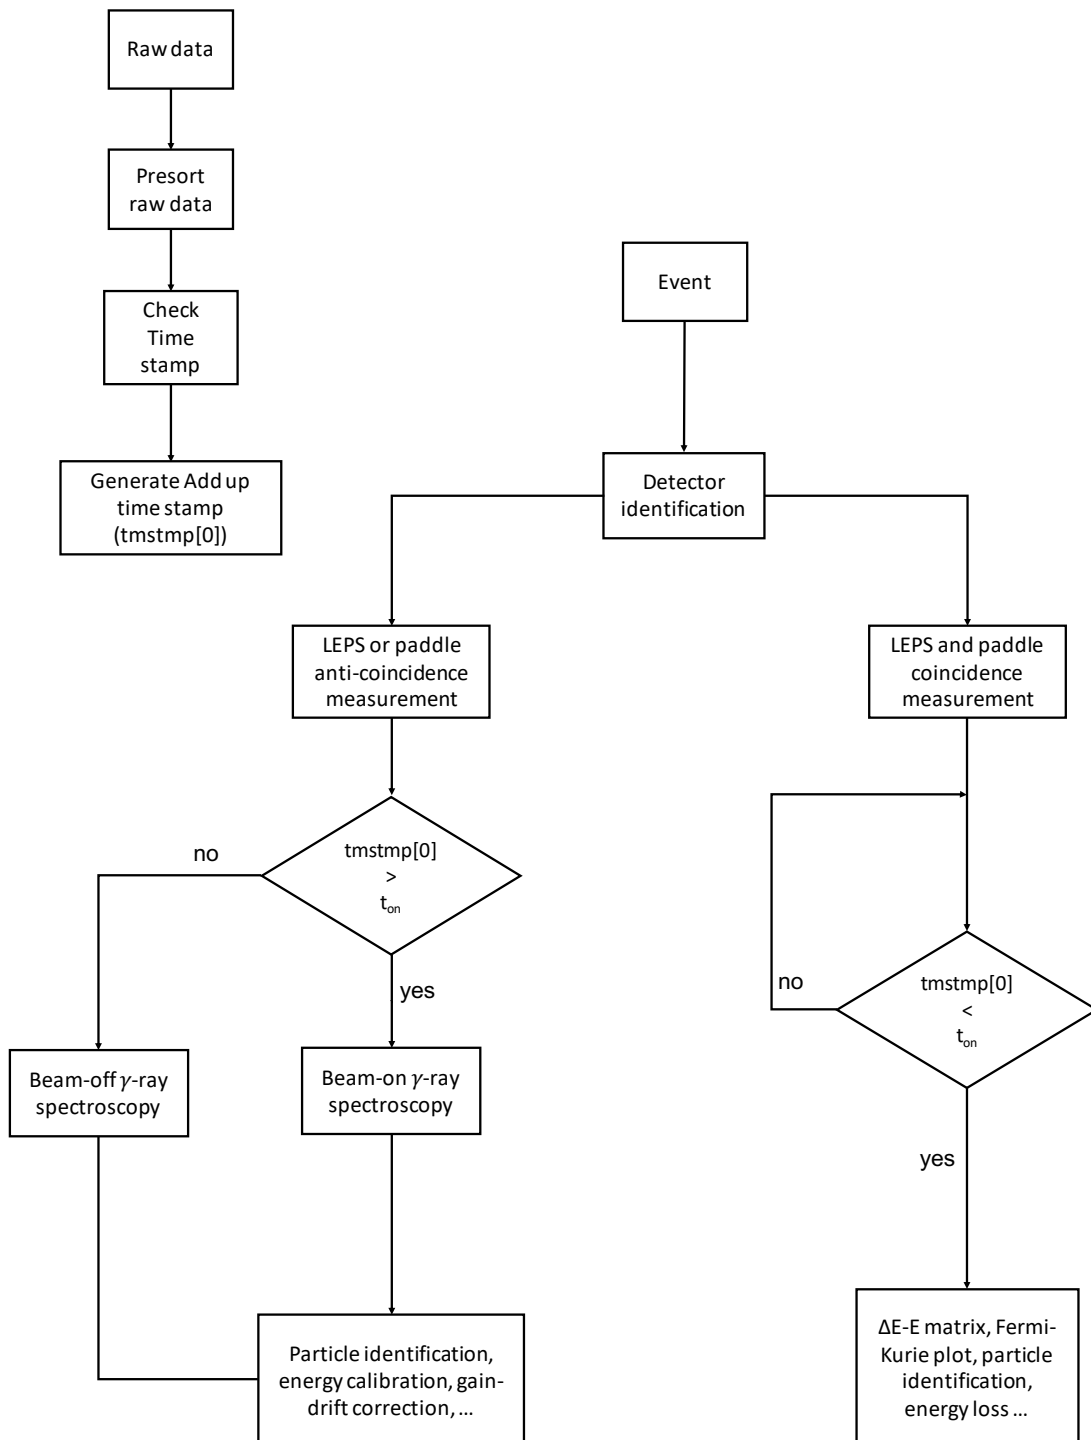 Raw data
Presort
raw data
Check
Time
stamp
Generate Add up
time stamp
(tmstmp[0])
Event
Detector
identification
LEPS or paddle
anti-coincidence
measurement
LEPS and paddle
coincidence
measurement
tmstmp[0]
>
tₒₙ
no
yes
Beam-off γ-ray
spectroscopy
Beam-on γ-ray
spectroscopy
Particle identification,
energy calibration, gain-
drift correction, ...
tmstmp[0]
<
tₒₙ
no
yes
ΔE-E matrix, Fermi-
Kurie plot, particle
identification,
energy loss ...